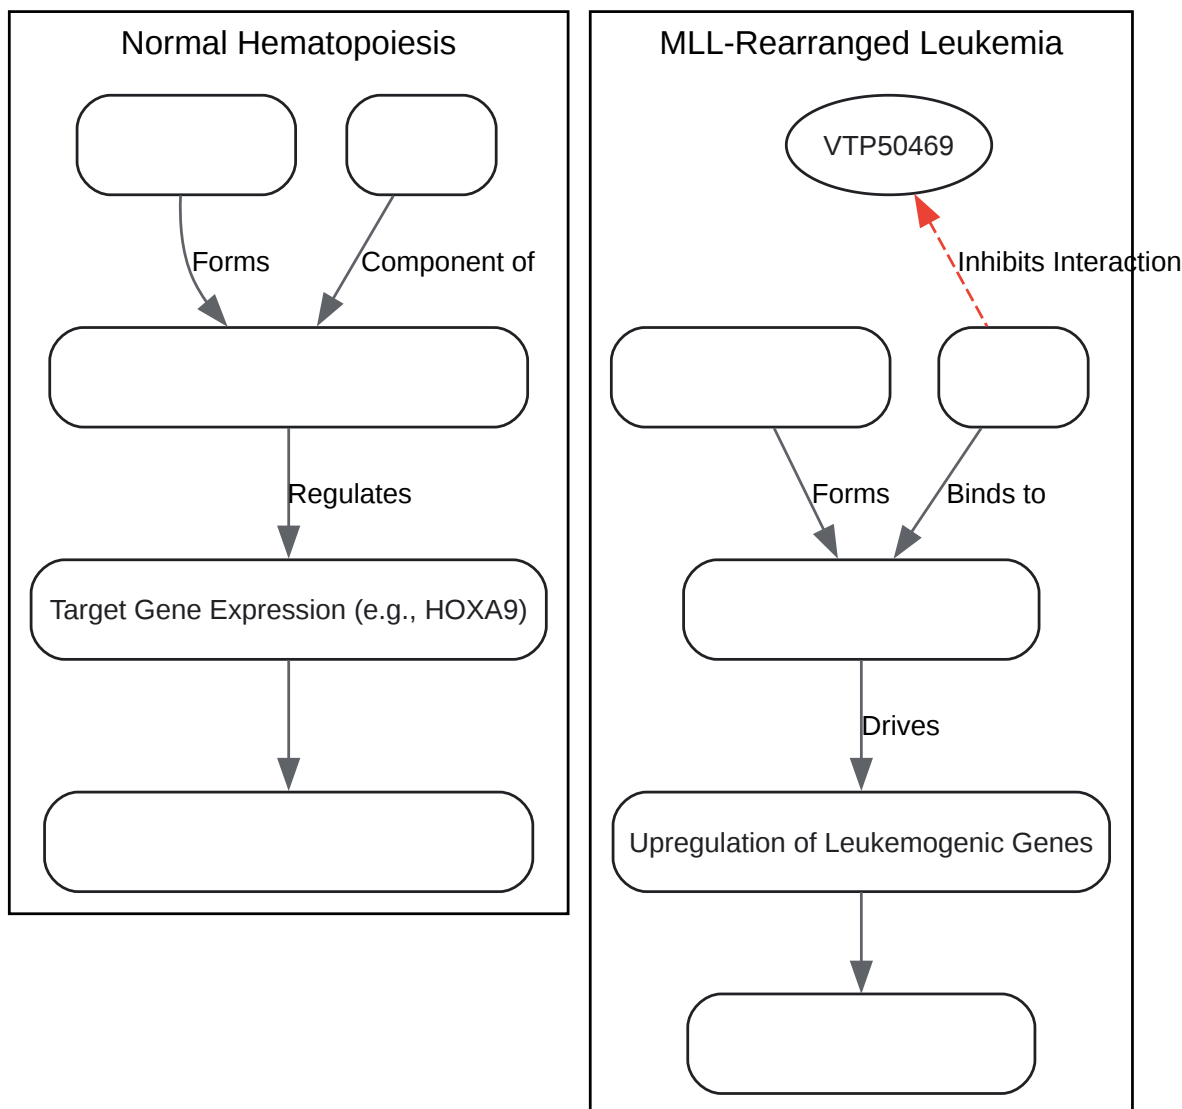 Normal Hematopoiesis
Forms
Component of
Regulates
Target Gene Expression (e.g., HOXA9)
MLL-Rearranged Leukemia
VTP50469
Inhibits Interaction
Forms
Binds to
Drives
Upregulation of Leukemogenic Genes